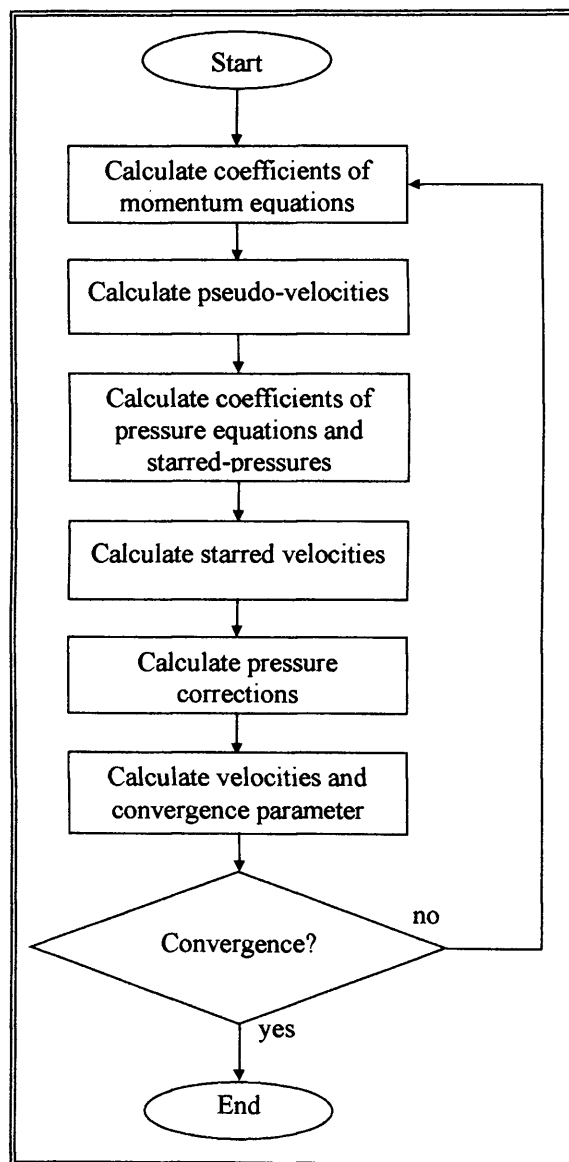 Start
Calculate coefficients of
momentum equations
Calculate pseudo-velocities
Calculate coefficients of
pressure equations and
starred-pressures
Calculate starred velocities
Calculate pressure
corrections
Calculate velocities and
convergence parameter
no
Convergence?
yes
End